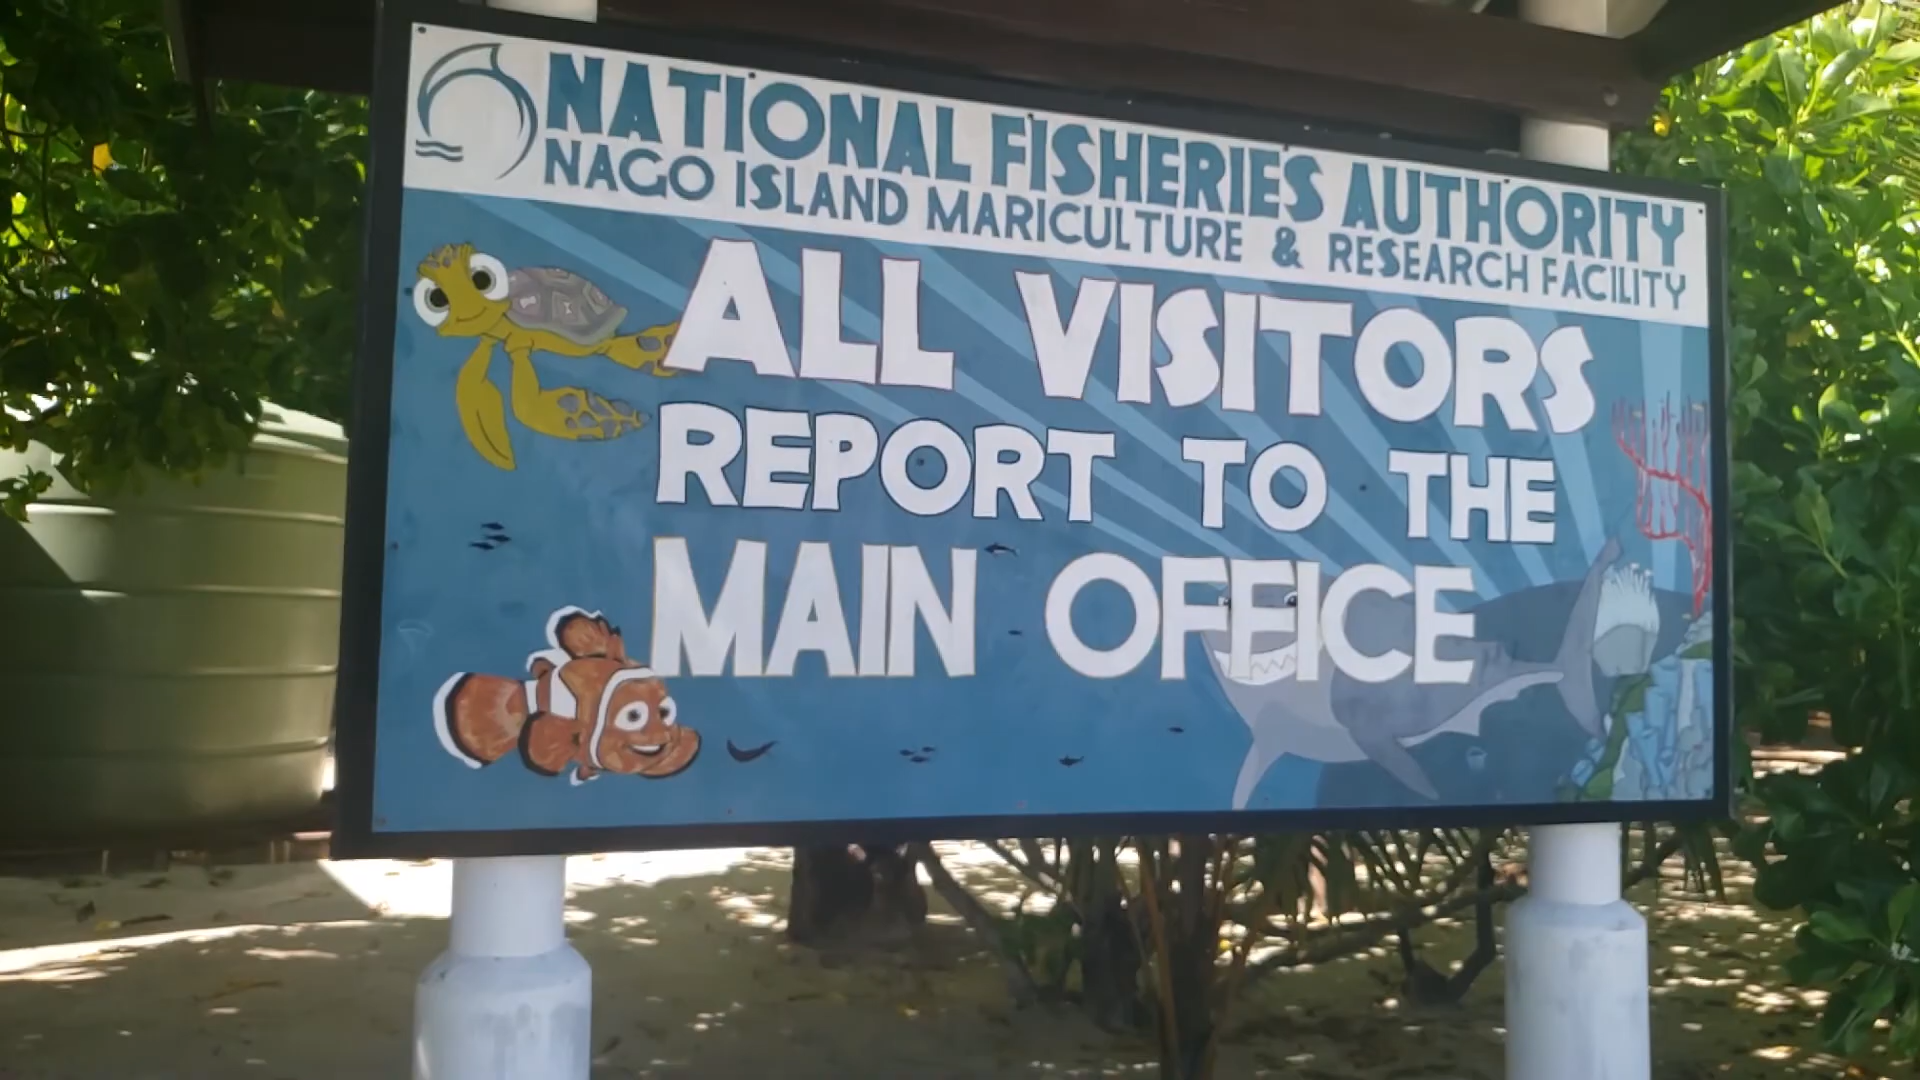 NATIONAL FISHERIES AUTHORITY
NAGO ISLAND MARICULTURE & RESEARCH FACILITY
ALL VISITORS
REPORT TO THE
MAIN OFFICE